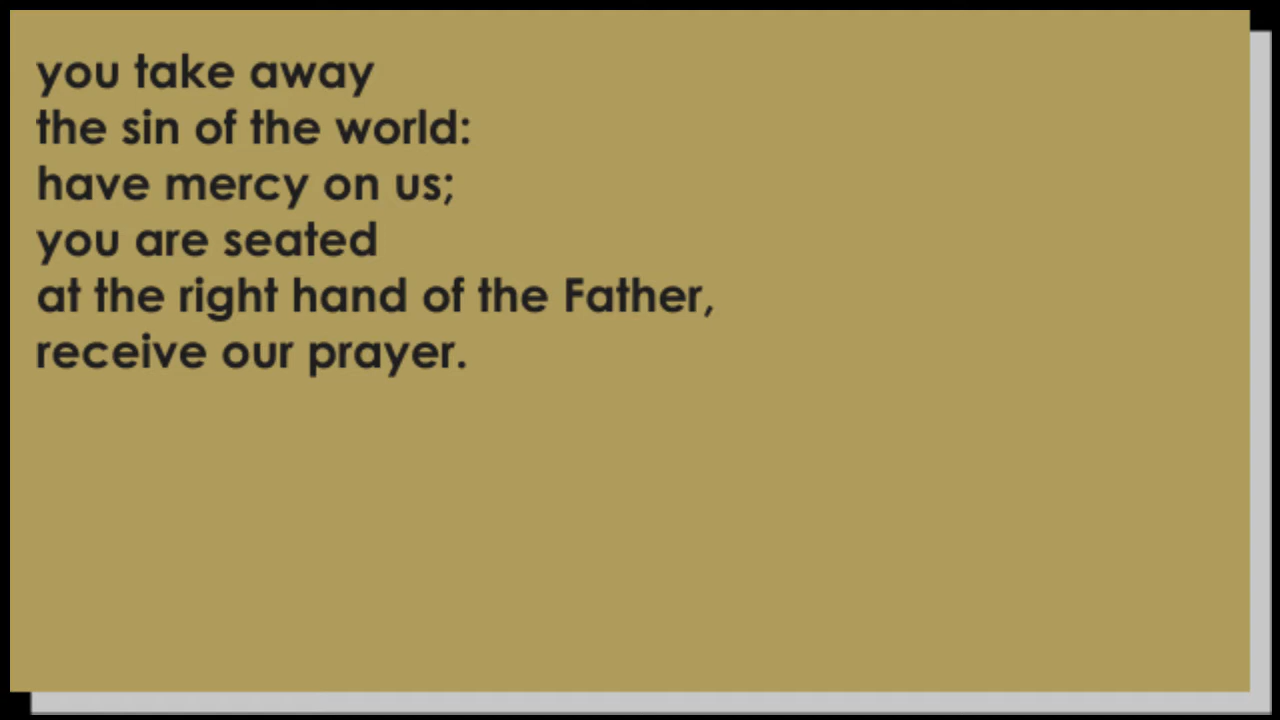 you take away
the sin of the world:
have mercy on us;
you are seated
at the right hand of the Father,
receive our prayer.